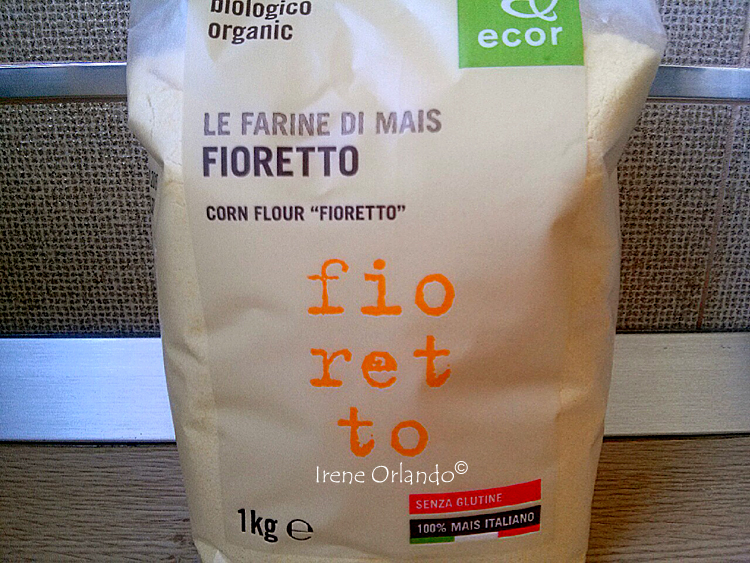 biologico
organic
ecor
LE FARINE DI MAIS
FIORETTO
CORN FLOUR "FIORETTO"
fio
ret
to
Irene Orlando©
SENZA GLUTINE
100% MAIS ITALIANO
1kg ℮